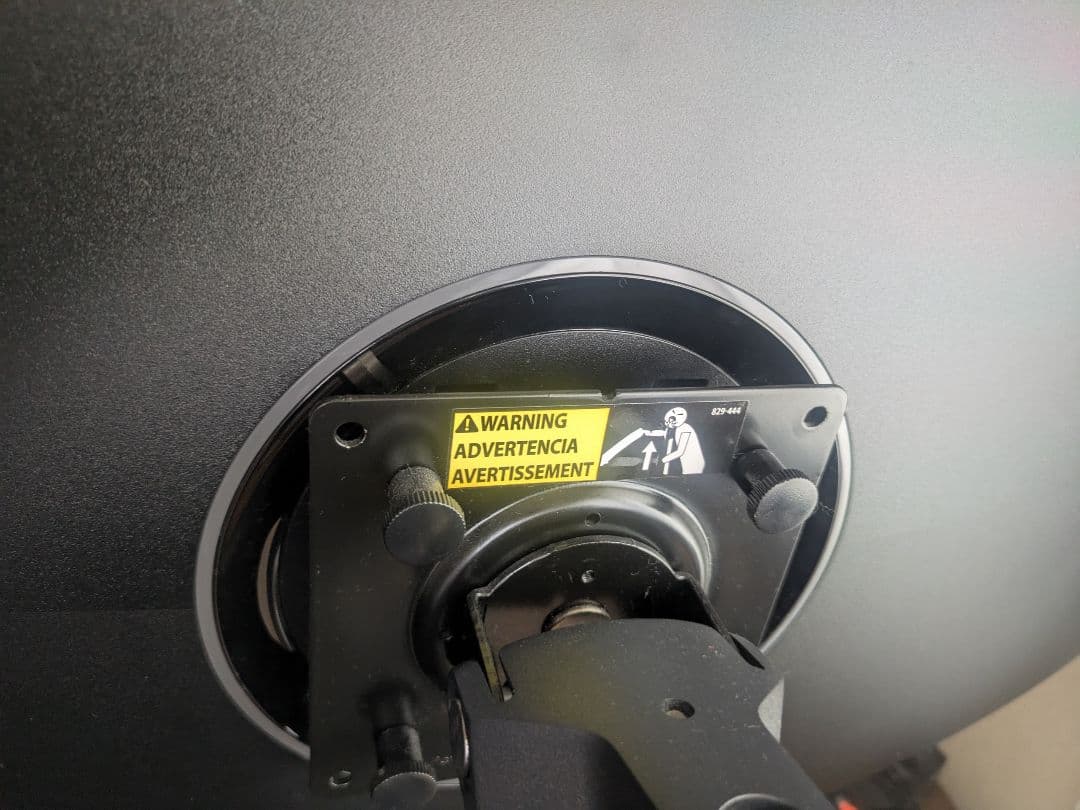 WARNING
ADVERTENCIA
AVERTISSEMENT
829-444